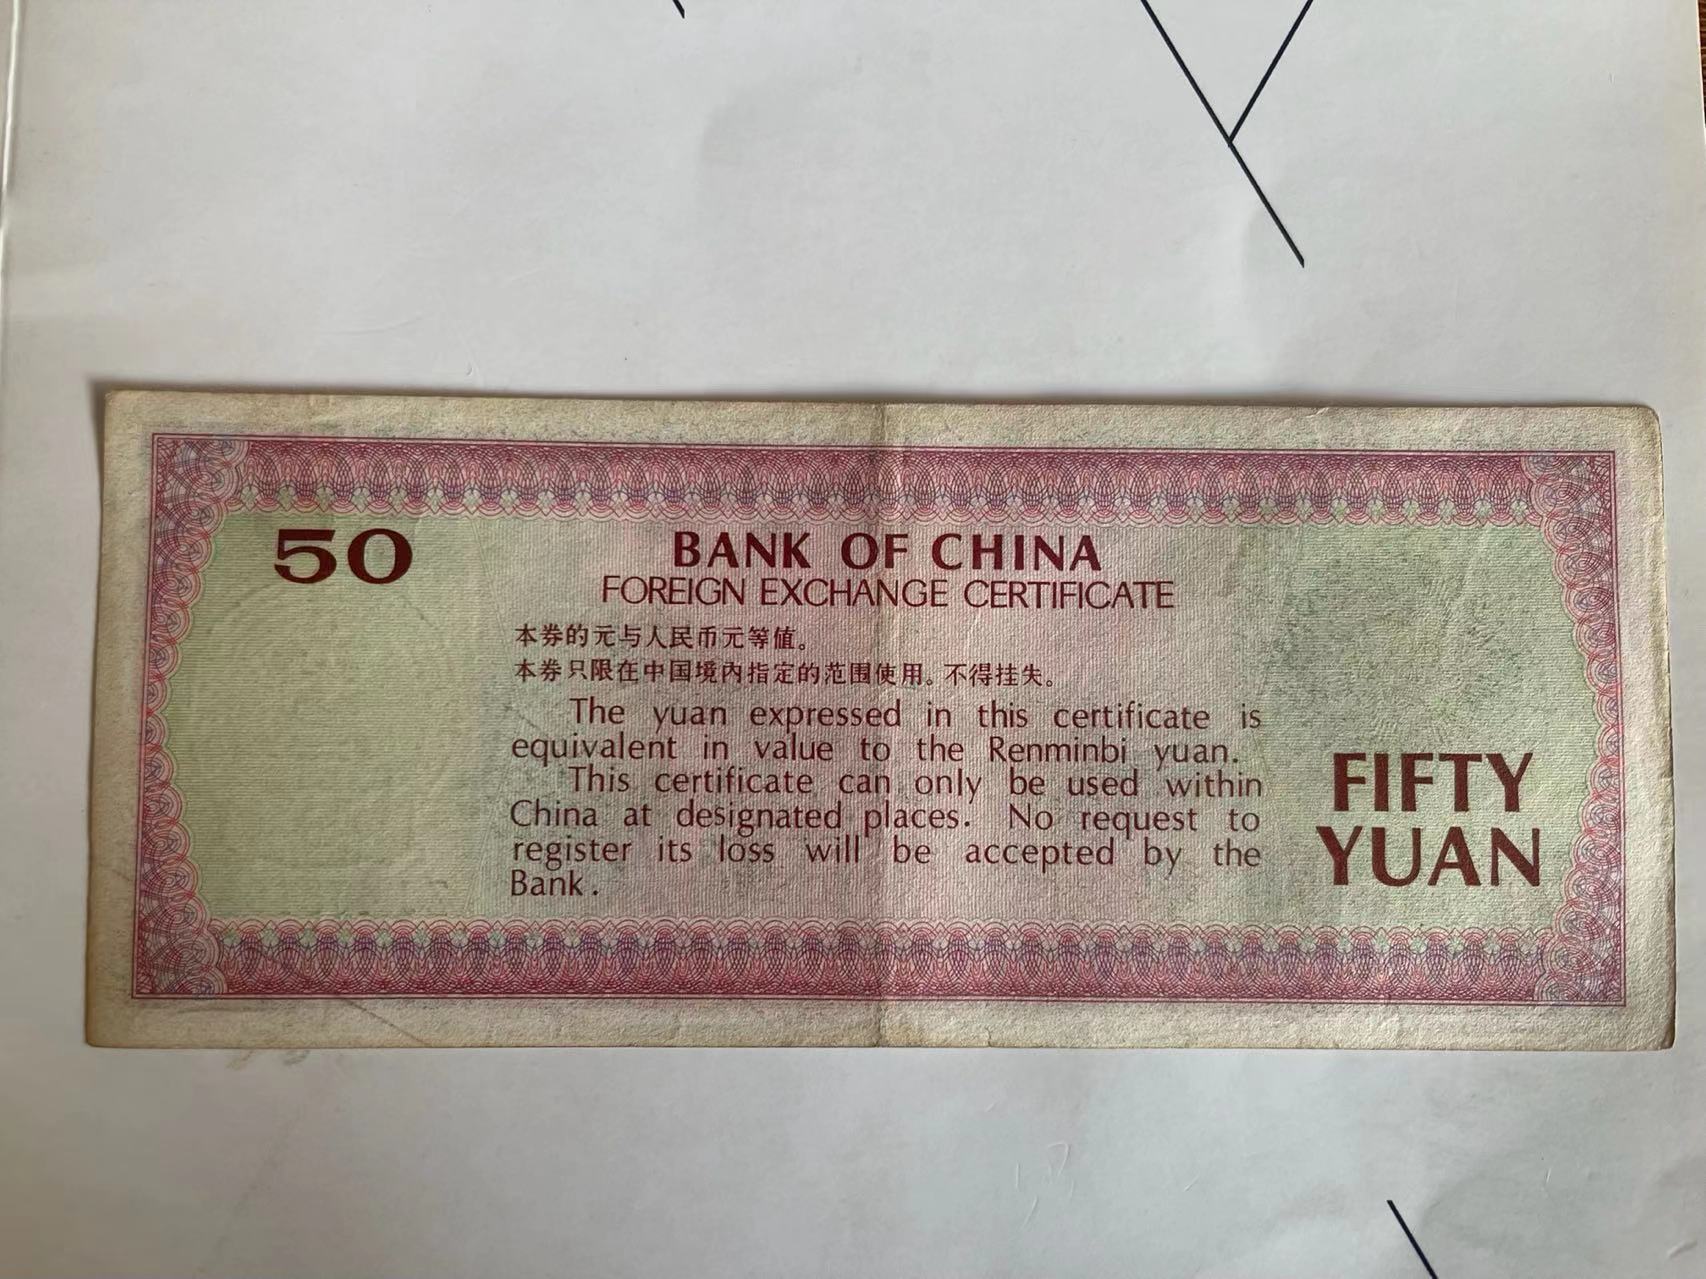 50
BANK OF CHINA
FOREIGN EXCHANGE CERTIFICATE
本券的元与人民币元等值。
本券只限在中国境内指定的范围使用。不得挂失。
The yuan expressed in this certificate is
equivalent in value to the Renminbi yuan.
This certificate can only be used within
China at designated places. No request to
register its loss will be accepted by the
Bank.
FIFTY
YUAN